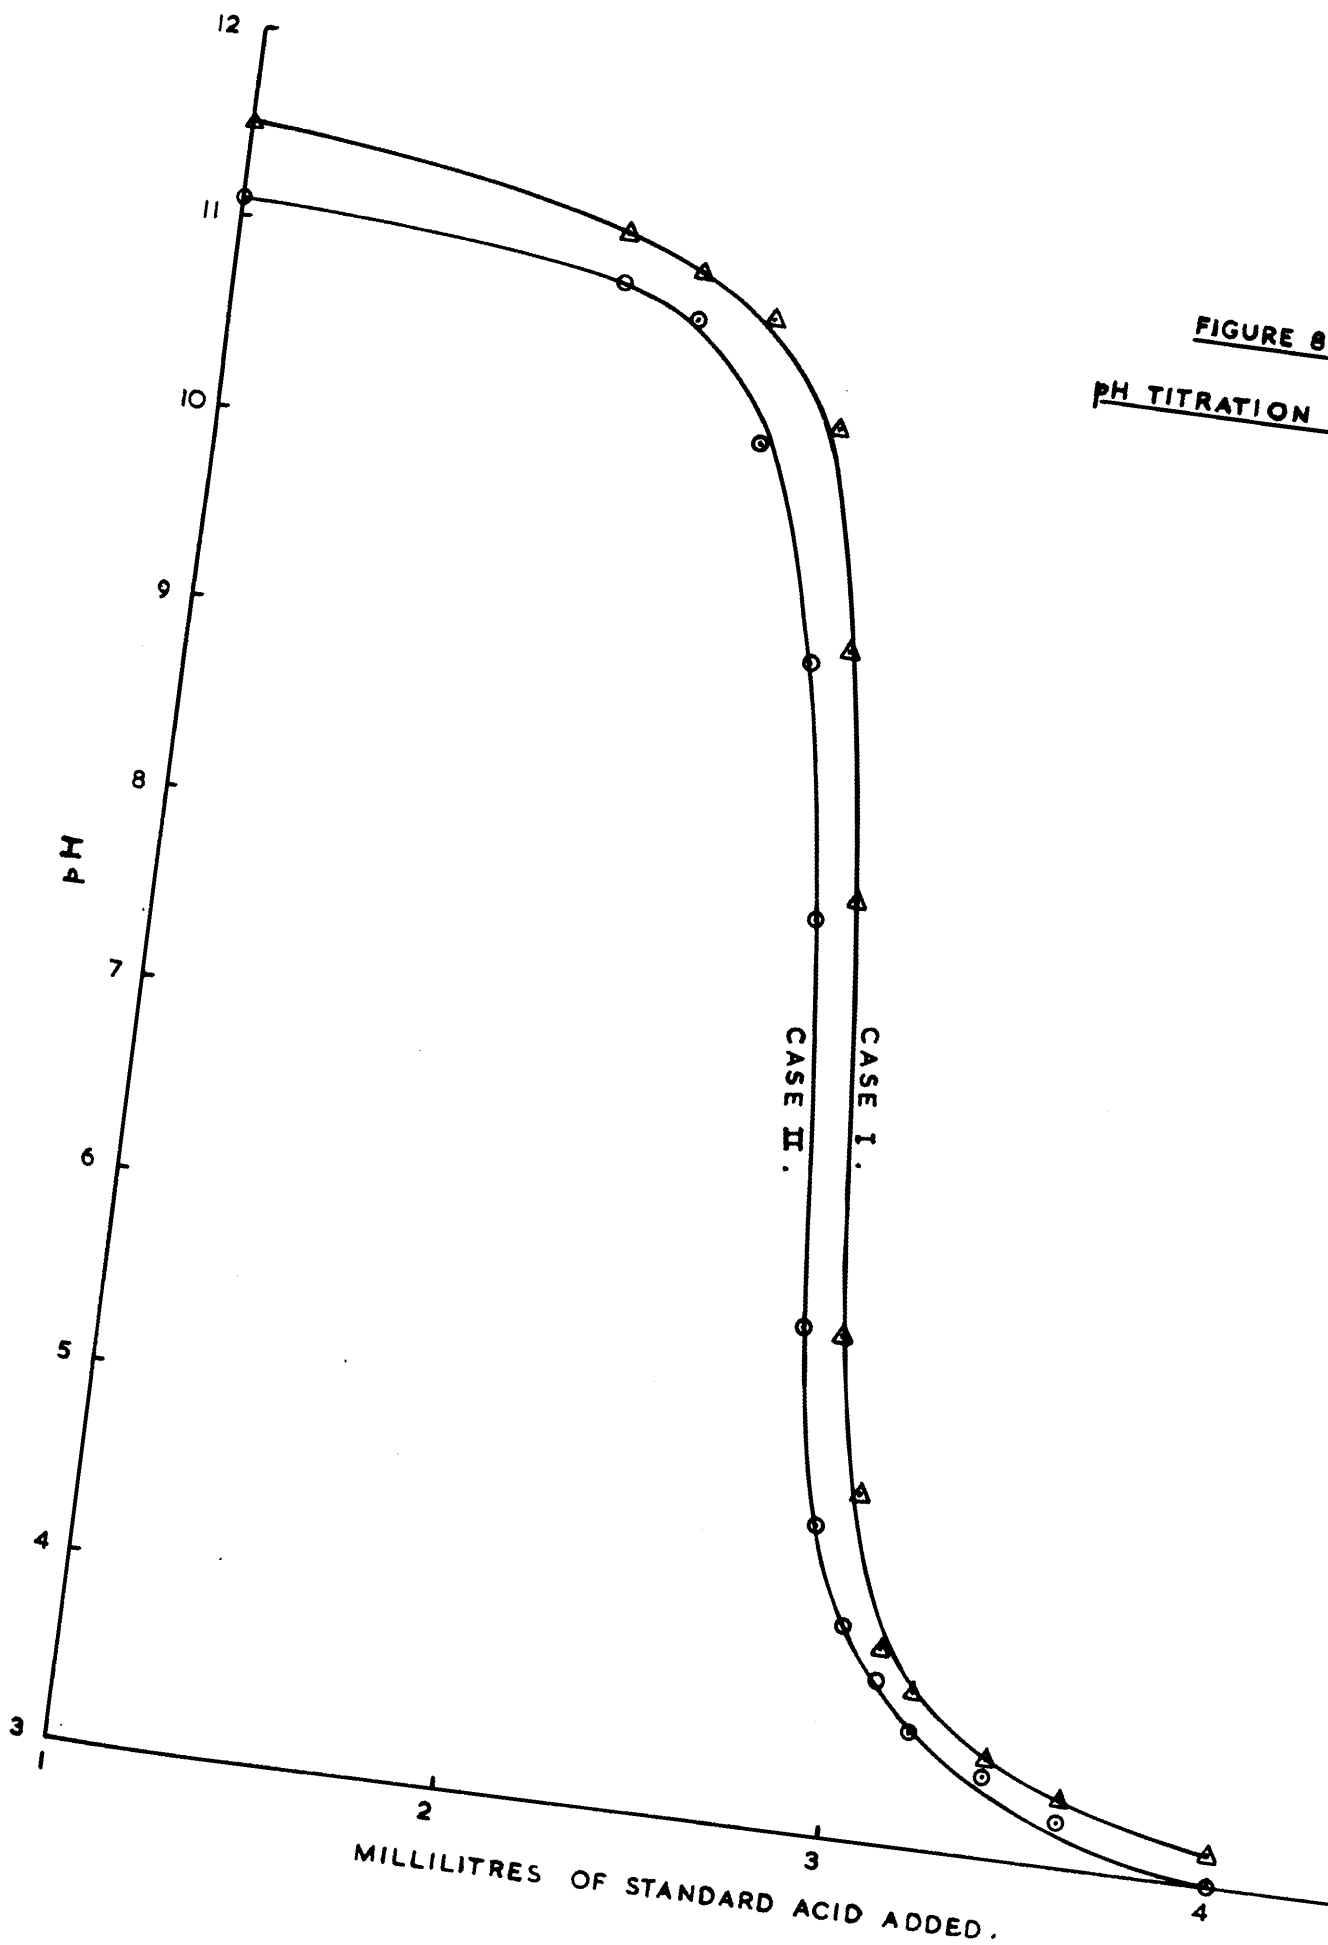 12
11
10
9
8
7
6
5
4
3
pH
FIGURE 8
pH TITRATION
CASE I.
CASE II.
1
2
3
4
MILLILITRES OF STANDARD ACID ADDED.